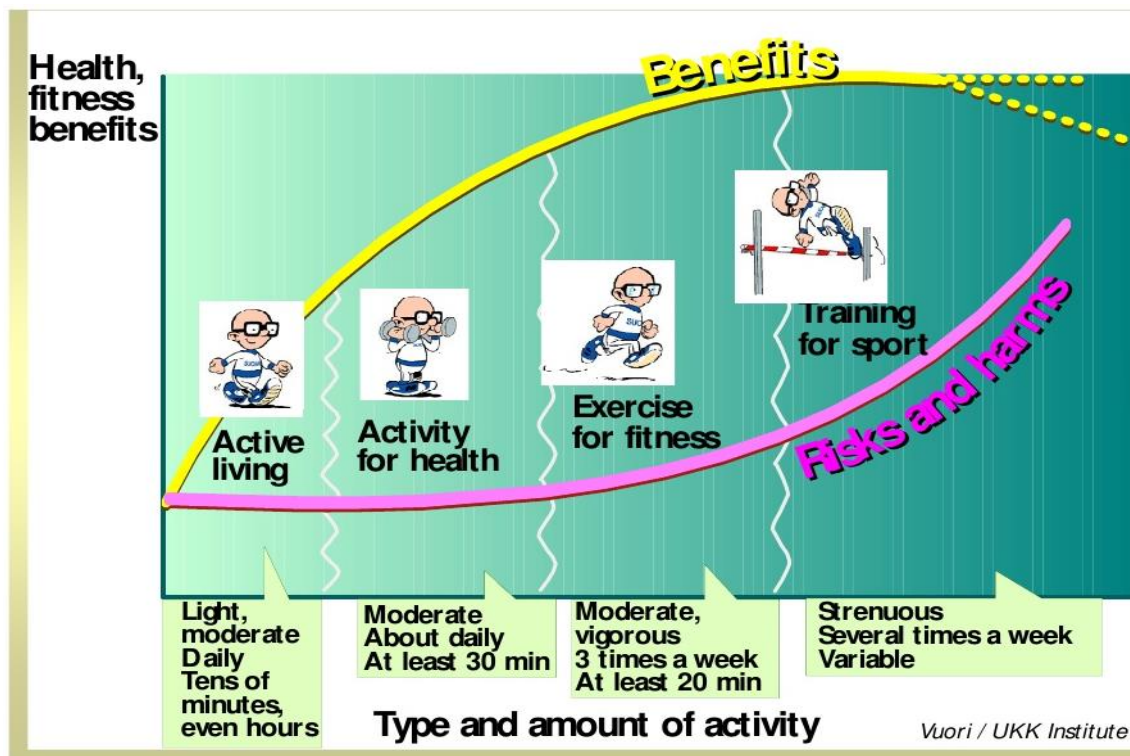 Health,
fitness
benefits
Benefits
Training
for sport
Risks and harms
Exercise
for fitness
Activity
for health
Active
living
Light,
moderate
Daily
Tens of
minutes,
even hours
Moderate
About daily
At least 30 min
Moderate,
vigorous
3 times a week
At least 20 min
Strenuous
Several times a week
Variable
Type and amount of activity
Vuori / UKK Institute